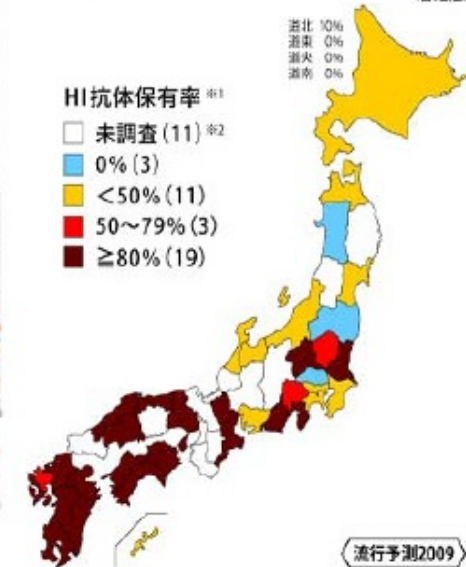 道北 10%
道東 0%
道央 0%
道南 0%
HI抗体保有率 ※1
未調査(11) ※2
0%(3)
<50%(11)
50〜79%(3)
≧80%(19)
流行予測2009